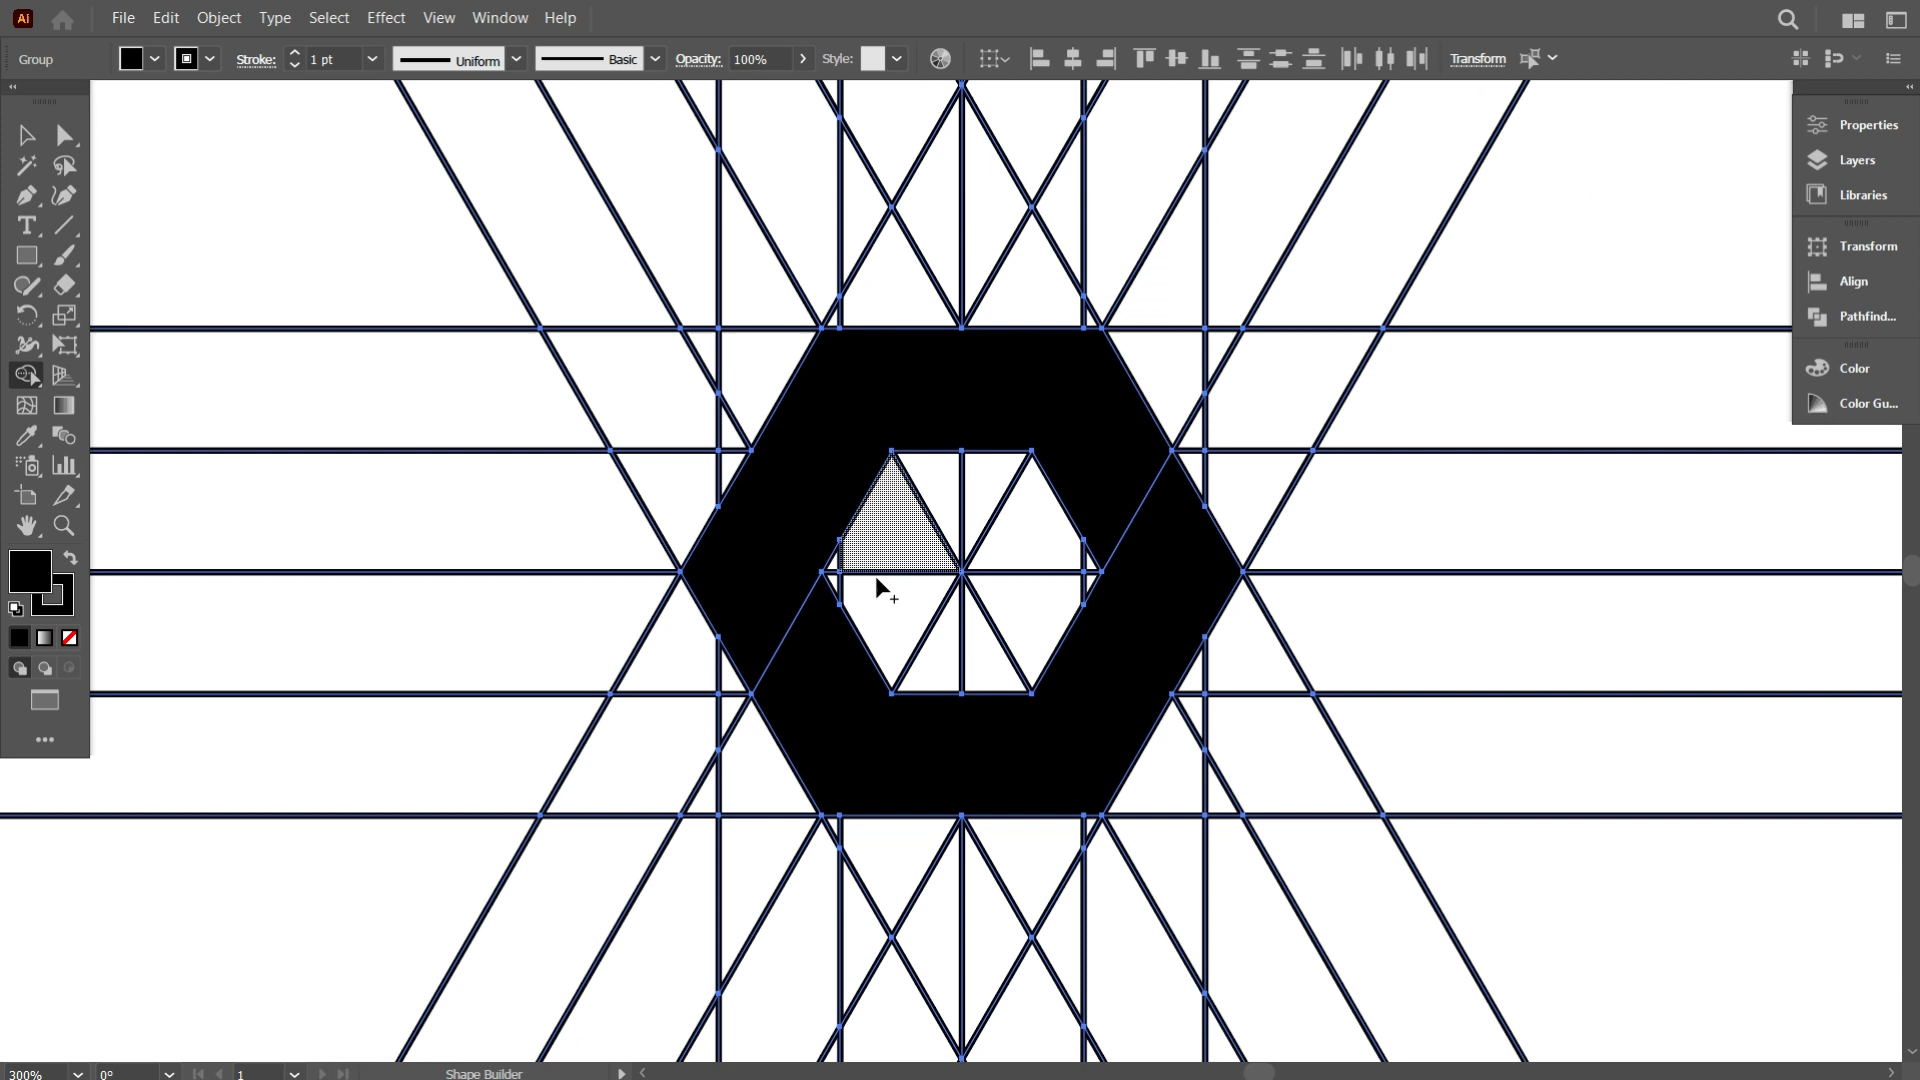 Ai File Edit Object Type Select Effect View Window Help
Group Stroke: 1 pt Uniform Basic Opacity: 100% Style: Transform
Properties
Layers
Libraries
Transform
Align
Pathfind...
Color
Color Gu...
300% 0° 1 Shape Builder